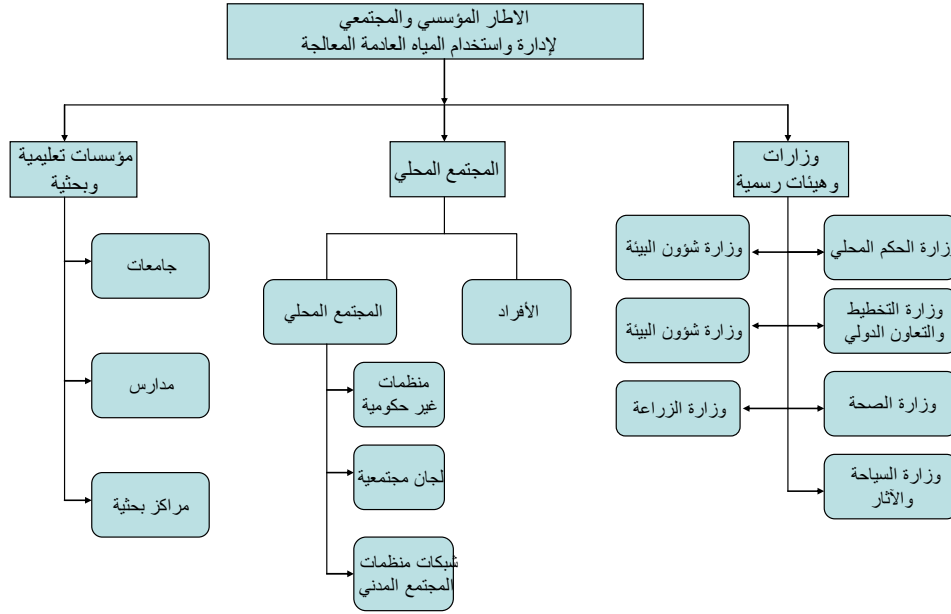 الاطار المؤسسي والمجتمعي
لإدارة واستخدام المياه العادمة المعالجة
وزارات
وهيئات رسمية
المجتمع المحلي
مؤسسات تعليمية
وبحثية
وزارة الحكم المحلي
وزارة شؤون البيئة
وزارة التخطيط
والتعاون الدولي
وزارة شؤون البيئة
وزارة الصحة
وزارة الزراعة
وزارة السياحة
والآثار
الأفراد
المجتمع المحلي
منظمات
غير حكومية
لجان مجتمعية
شبكات منظمات
المجتمع المدني
جامعات
مدارس
مراكز بحثية